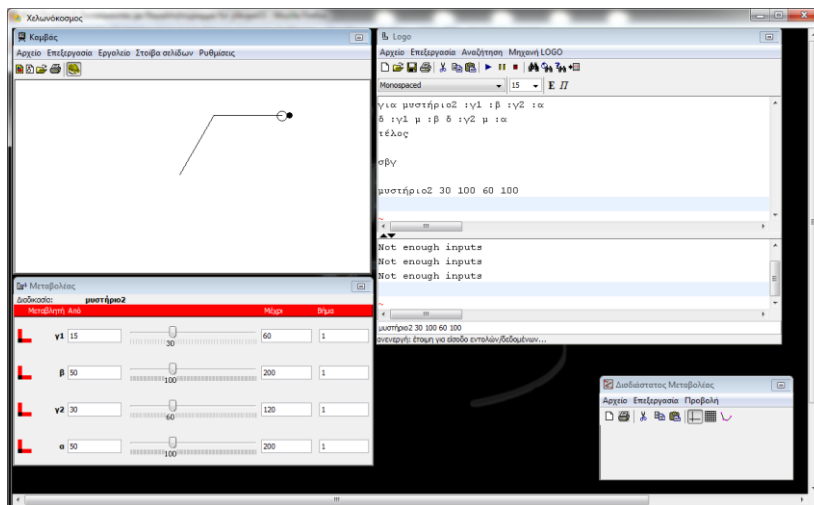 Χελωνόκοσμος
Καμβάς
Αρχείο Επεξεργασία Εργαλείο Στοίβα σελίδων Ρυθμίσεις
Logo
Αρχείο Επεξεργασία Αναζήτηση Μηχανή LOGO
Monospaced 15 Ε Π
για μυστήριο2 :γ1 :β :γ2 :α
δ :γ1 μ :β δ :γ2 μ :α
τέλος
σβγ
μυστήριο2 30 100 60 100
~
Not enough inputs
Not enough inputs
Not enough inputs
~
μυστήριο2 30 100 60 100
ανενεργή: έτοιμη για είσοδο εντολών/δεδομένων...
Μεταβολέας
Διαδικασία: μυστήριο2
Μεταβλητή Από Μέχρι Βήμα
γ1 15 30 60 1
β 50 100 200 1
γ2 30 60 120 1
α 50 100 200 1
Δισδιάστατος Μεταβολέας
Αρχείο Επεξεργασία Προβολή